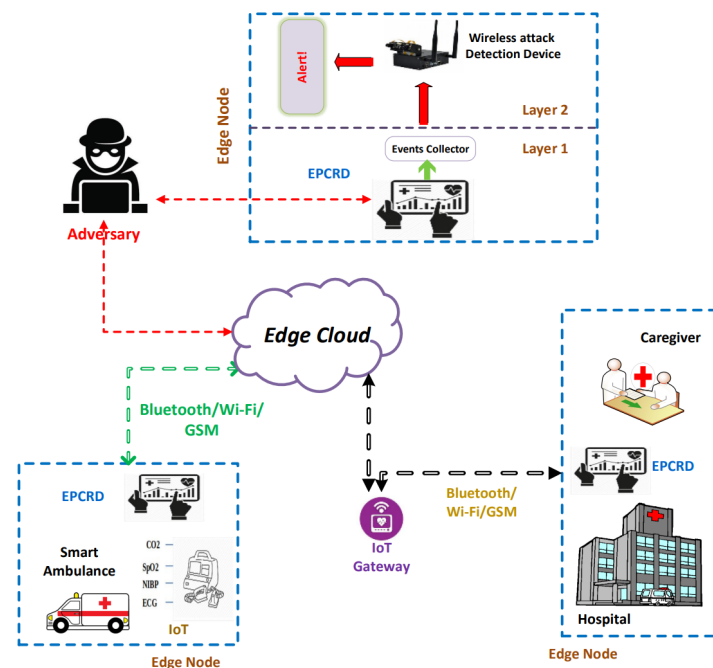 Wireless attack
Detection Device
Alert!
Edge Node
Layer 2
Events Collector
Layer 1
EPCRD
Adversary
Edge Cloud
Caregiver
Bluetooth/Wi-Fi/
GSM
EPCRD
EPCRD
Bluetooth/
Wi-Fi/GSM
IoT
Gateway
Smart
Ambulance
CO2
SpO2
NIBP
ECG
IoT
Hospital
Edge Node
Edge Node